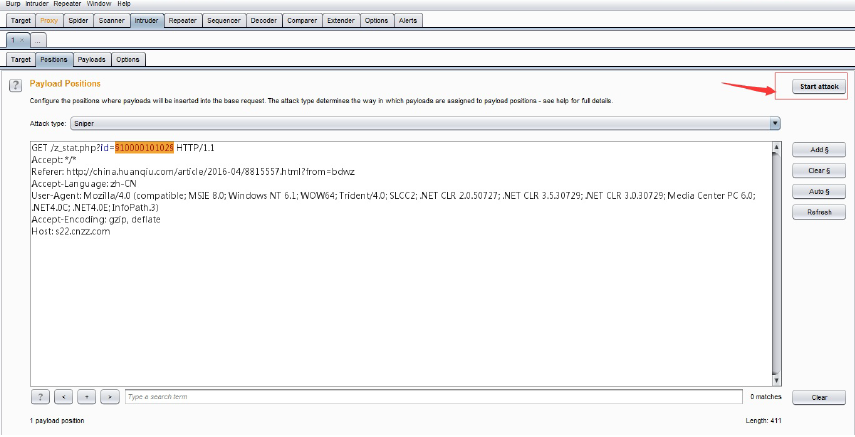 Burp Intruder Repeater Window Help
Target Proxy Spider Scanner Intruder Repeater Sequencer Decoder Comparer Extender Options Alerts
1 × ...
Target Positions Payloads Options
? Payload Positions
Start attack
Configure the positions where payloads will be inserted into the base request. The attack type determines the way in which payloads are assigned to payload positions - see help for full details.
Attack type: Sniper
GET /z_stat.php?id=§1000010102§ HTTP/1.1
Accept: */*
Referer: http://china.huanqiu.com/article/2016-04/8815557.html?from=bdwz
Accept-Language: zh-CN
User-Agent: Mozilla/4.0 (compatible; MSIE 8.0; Windows NT 6.1; WOW64; Trident/4.0; SLCC2; .NET CLR 2.0.50727; .NET CLR 3.5.30729; .NET CLR 3.0.30729; Media Center PC 6.0;
.NET4.0C; .NET4.0E; InfoPath.3)
Accept-Encoding: gzip, deflate
Host: s22.cnzz.com
Add §
Clear §
Auto §
Refresh
? < + > Type a search term 0 matches Clear
1 payload position Length: 411